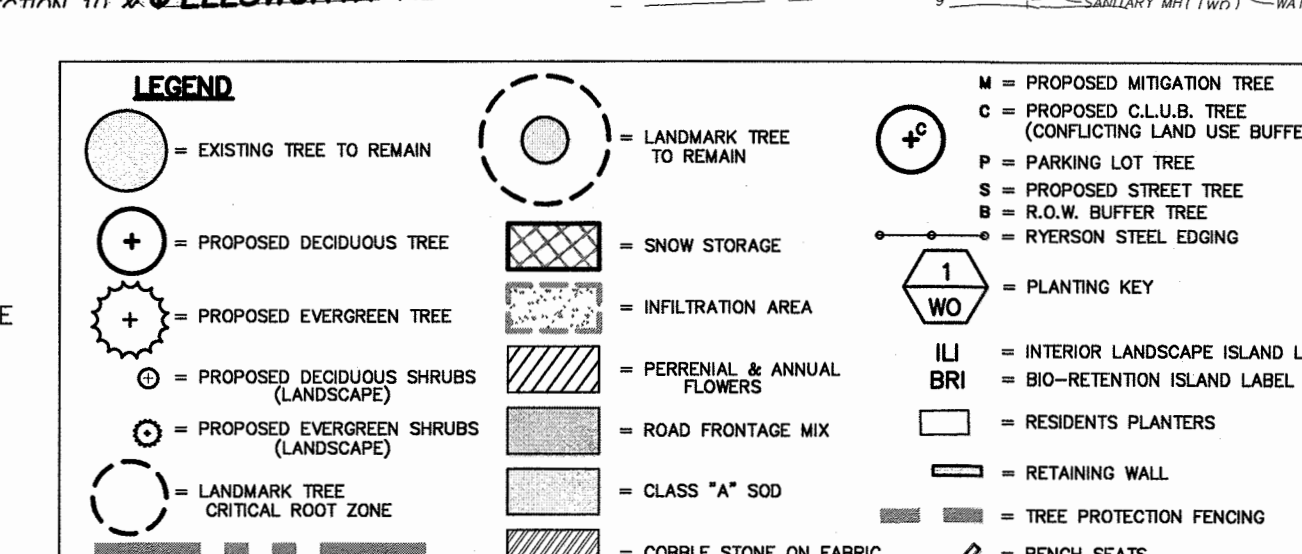 SANITARY MH (TWP)
LEGEND
= EXISTING TREE TO REMAIN
= PROPOSED DECIDUOUS TREE
= PROPOSED EVERGREEN TREE
= PROPOSED DECIDUOUS SHRUBS
(LANDSCAPE)
= PROPOSED EVERGREEN SHRUBS
(LANDSCAPE)
= LANDMARK TREE
CRITICAL ROOT ZONE
= LANDMARK TREE
TO REMAIN
= SNOW STORAGE
= INFILTRATION AREA
= PERRENIAL & ANNUAL
FLOWERS
= ROAD FRONTAGE MIX
= CLASS "A" SOD
= COBBLE STONE ON FABRIC
C
M = PROPOSED MITIGATION TREE
C = PROPOSED C.L.U.B. TREE
(CONFLICTING LAND USE BUFFE
P = PARKING LOT TREE
S = PROPOSED STREET TREE
B = R.O.W. BUFFER TREE
= RYERSON STEEL EDGING
1
WO
= PLANTING KEY
ILI = INTERIOR LANDSCAPE ISLAND L
BRI = BIO-RETENTION ISLAND LABEL
= RESIDENTS PLANTERS
= RETAINING WALL
= TREE PROTECTION FENCING
= BENCH SEATS
E